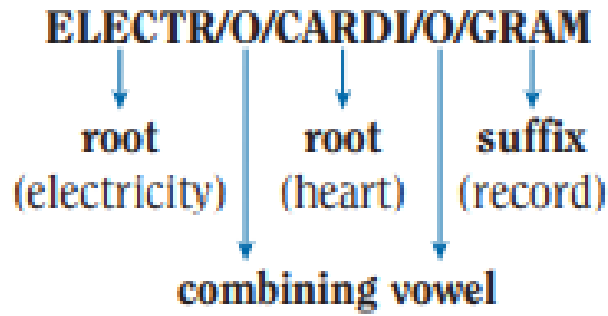 ELECTR/O/CARDI/O/GRAM
root root suffix
(electricity) (heart) (record)
combining vowel